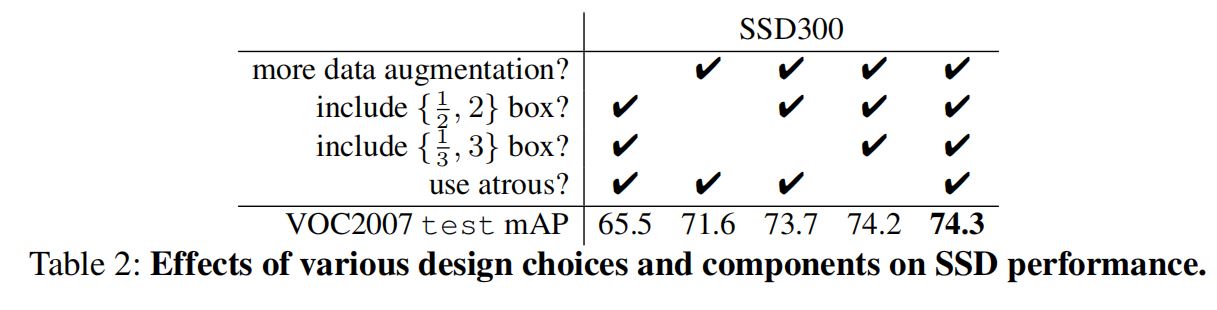 SSD300
more data augmentation? ✔ ✔ ✔ ✔
include {1/2, 2} box? ✔ ✔ ✔ ✔
include {1/3, 3} box? ✔ ✔ ✔
use atrous? ✔ ✔ ✔ ✔
VOC2007 test mAP 65.5 71.6 73.7 74.2 74.3
Table 2: Effects of various design choices and components on SSD performance.